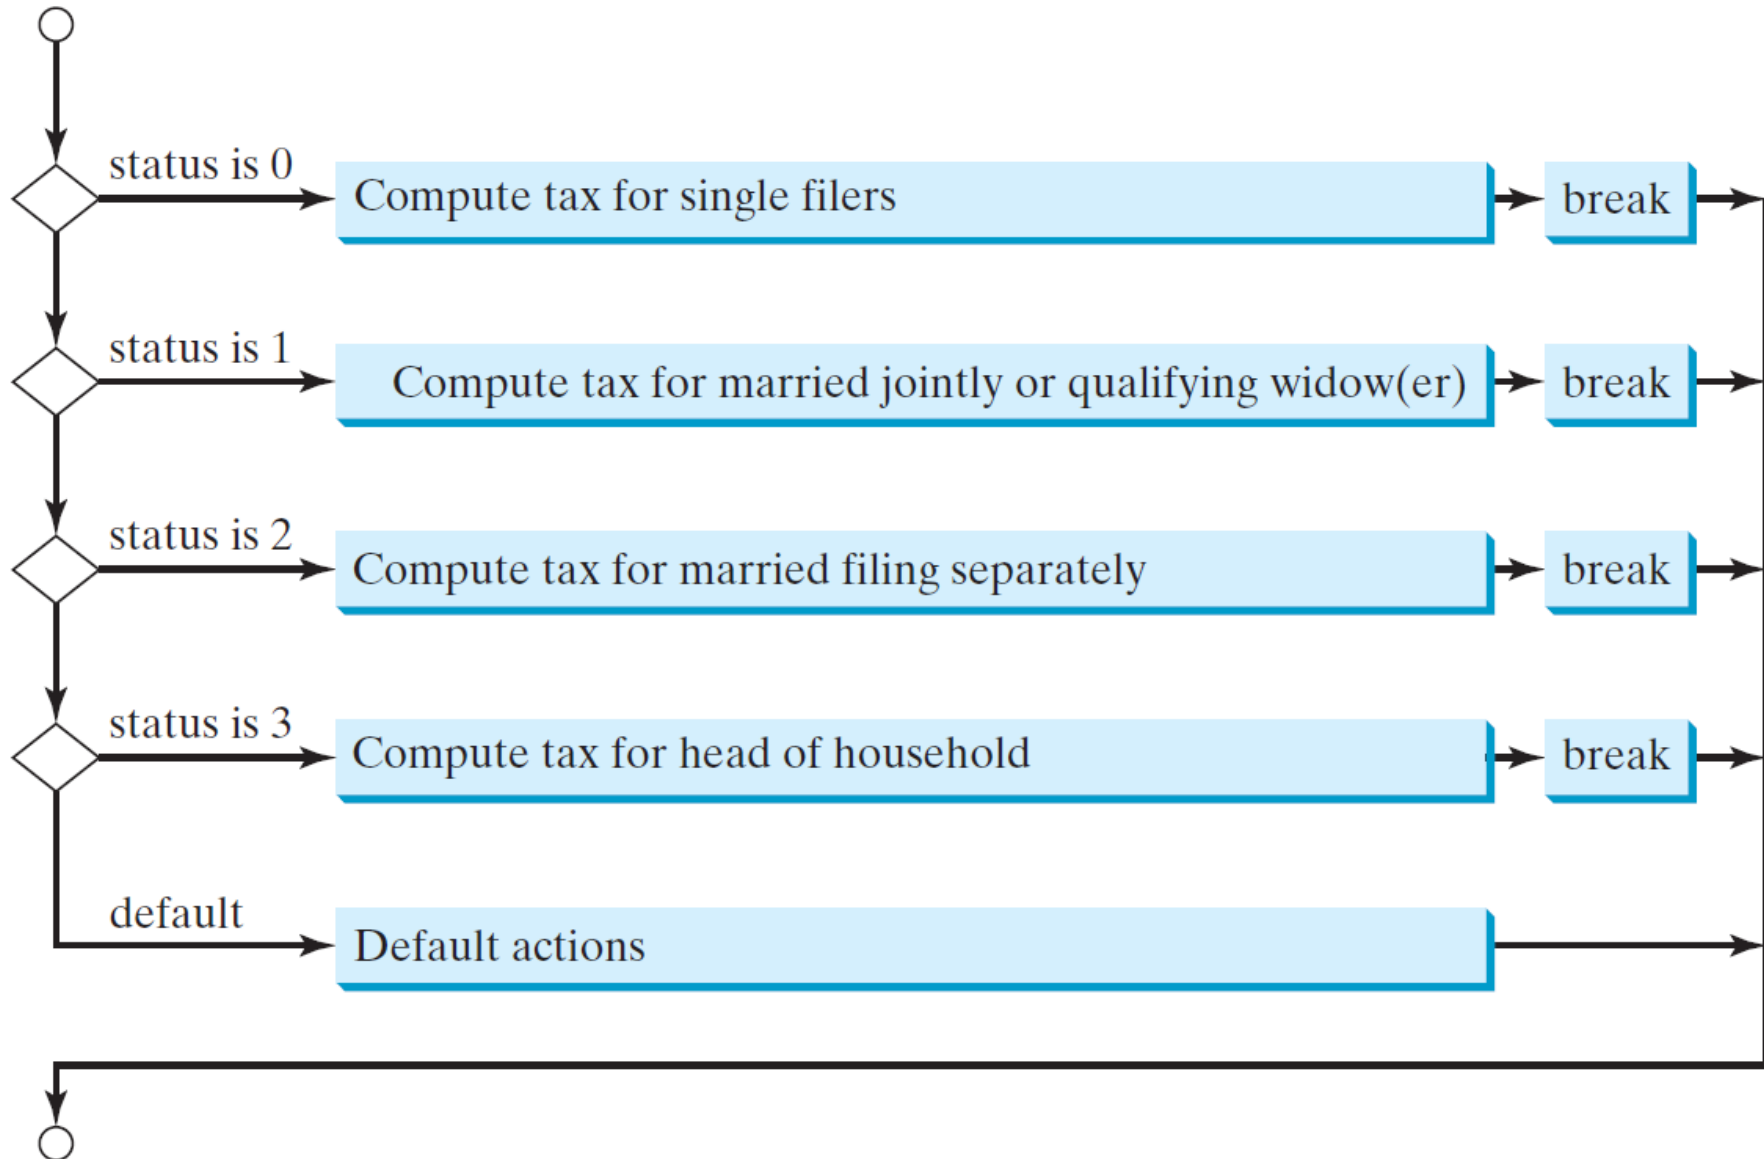 status is 0
Compute tax for single filers
break
status is 1
Compute tax for married jointly or qualifying widow(er)
break
status is 2
Compute tax for married filing separately
break
status is 3
Compute tax for head of household
break
default
Default actions